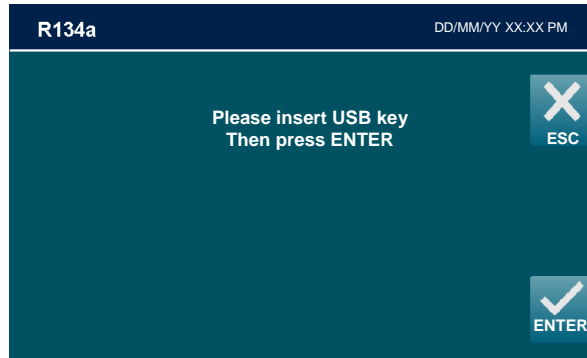 R134a
DD/MM/YY XX:XX PM
Please insert USB key
Then press ENTER
ESC
ENTER